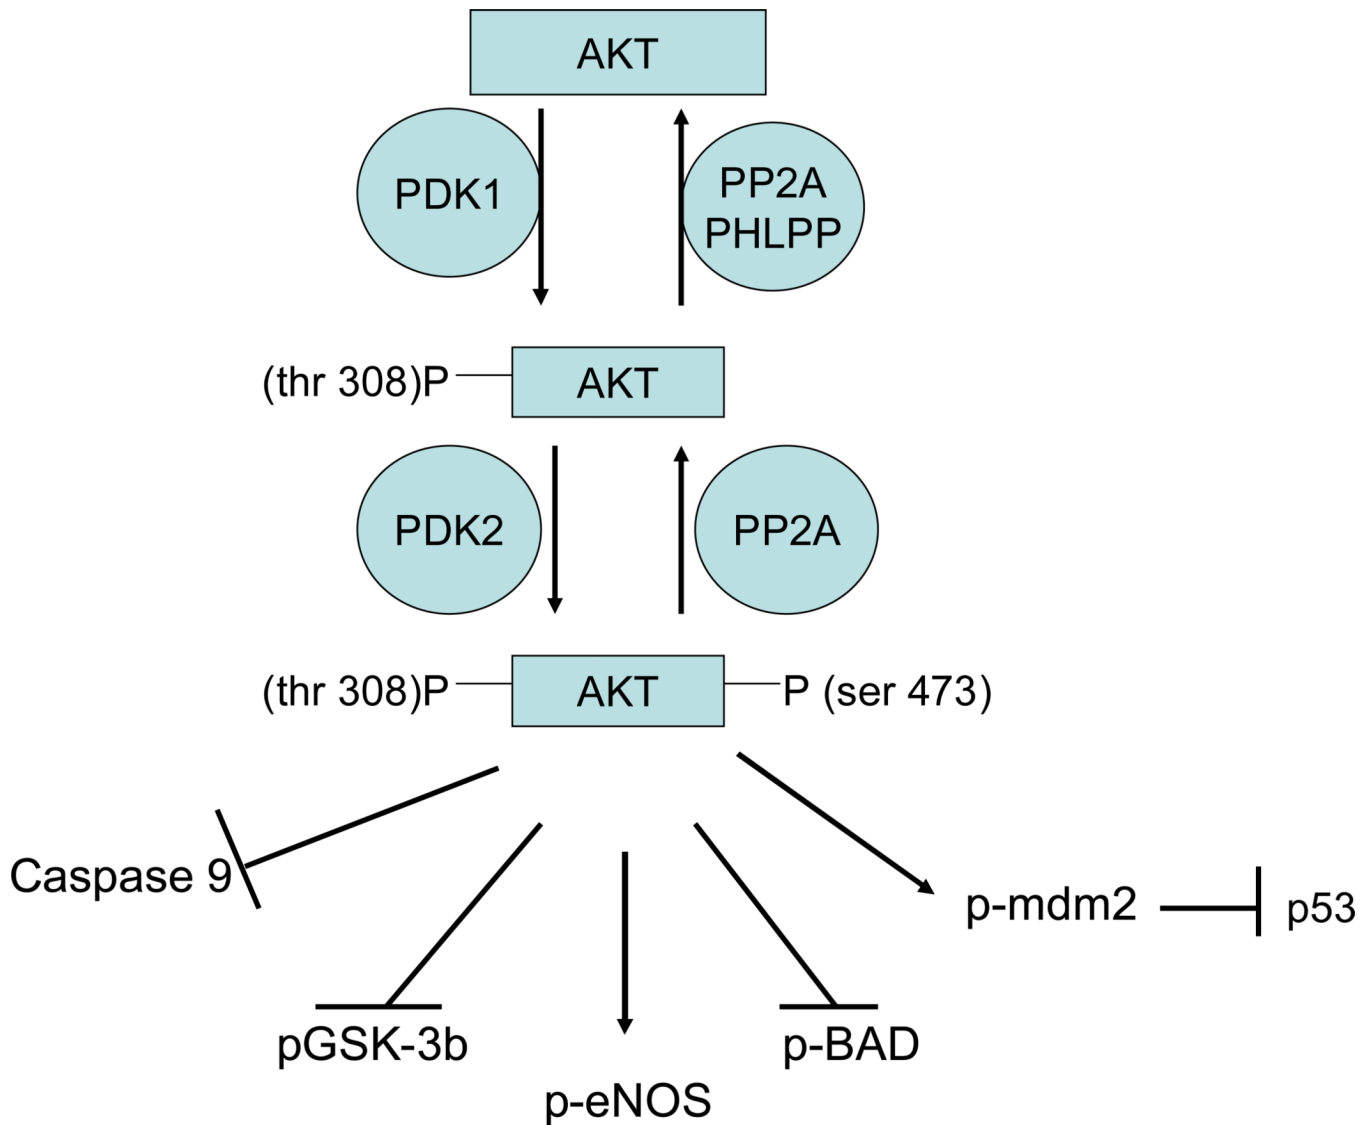 AKT
PDK1
PP2A
PHLPP
(thr 308)P
AKT
PDK2
PP2A
(thr 308)P
AKT
P (ser 473)
Caspase 9
p-mdm2
p53
pGSK-3b
p-BAD
p-eNOS